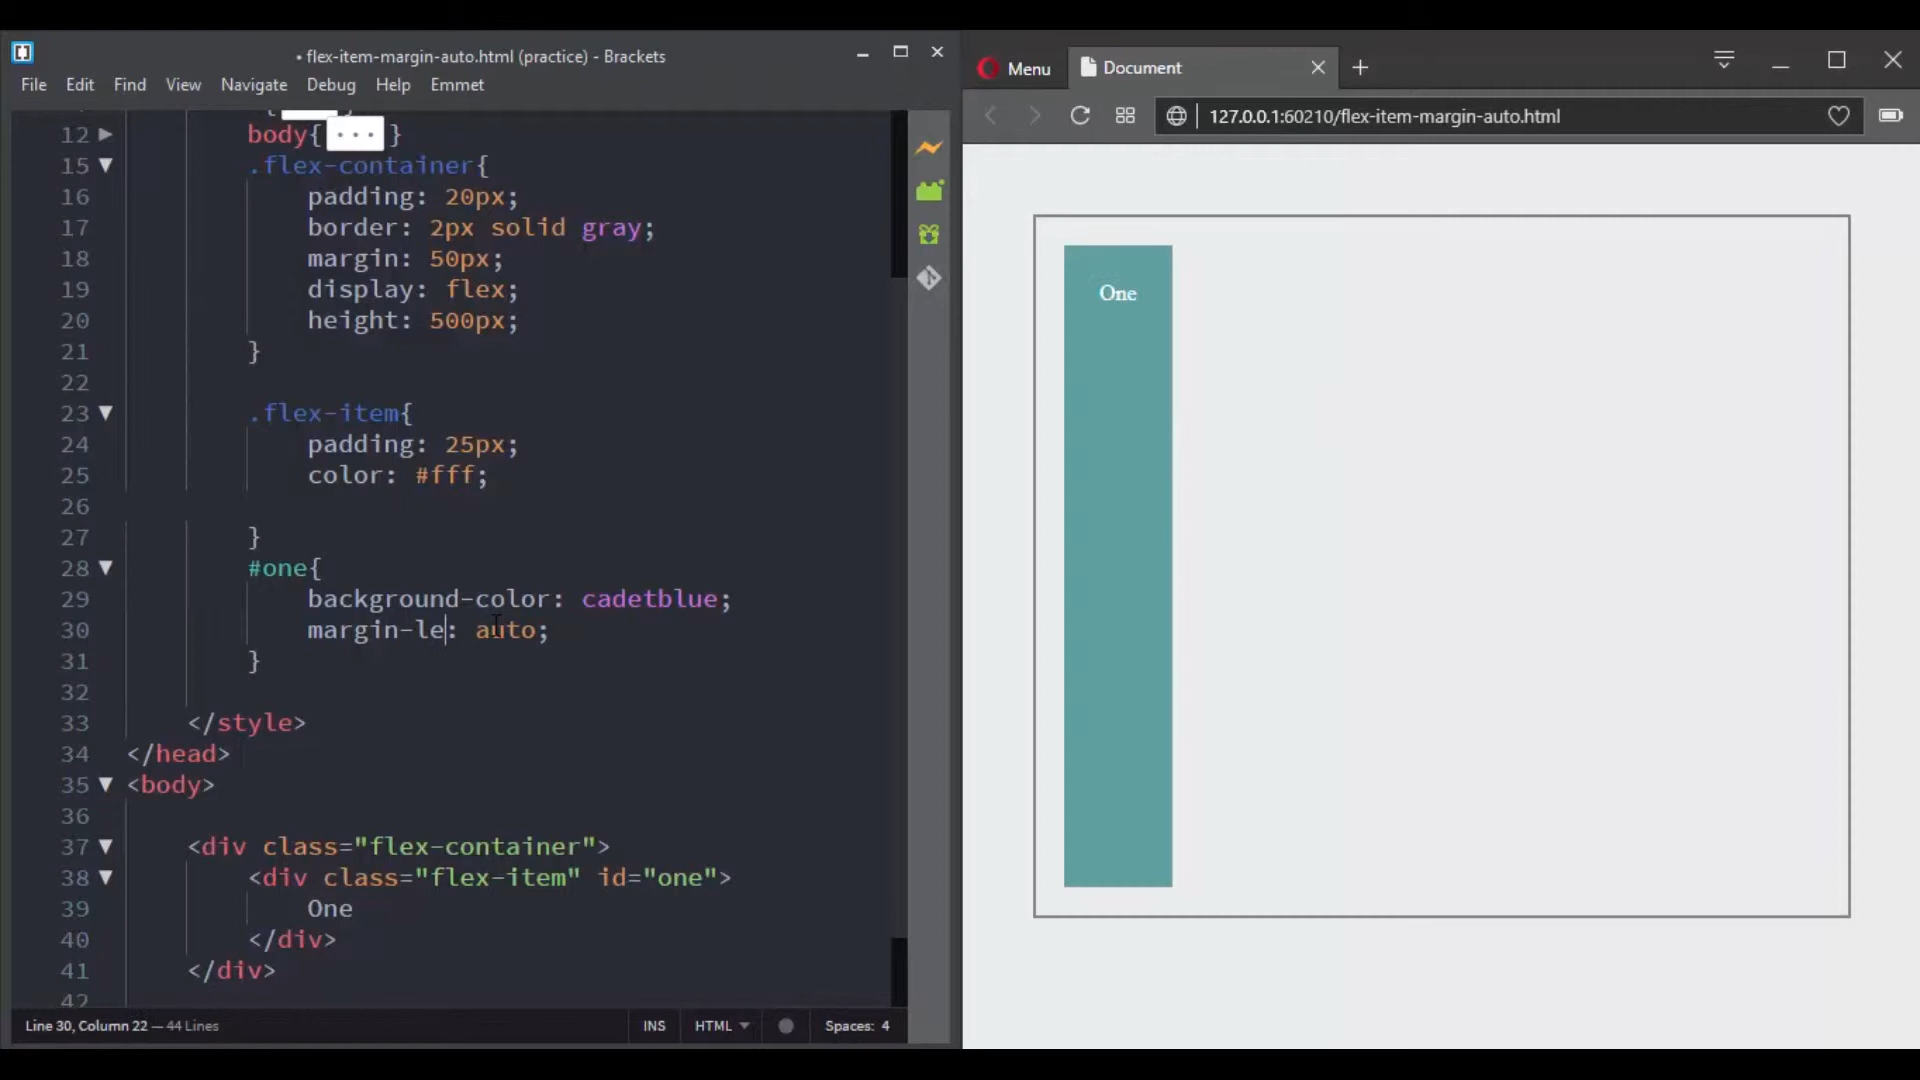 • flex-item-margin-auto.html (practice) - Brackets
File Edit Find View Navigate Debug Help Emmet
12 body{ ··· }
15 .flex-container{
16 padding: 20px;
17 border: 2px solid gray;
18 margin: 50px;
19 display: flex;
20 height: 500px;
21 }
22
23 .flex-item{
24 padding: 25px;
25 color: #fff;
26
27 }
28 #one{
29 background-color: cadetblue;
30 margin-le: auto;
31 }
32
33 </style>
34 </head>
35 <body>
36
37 <div class="flex-container">
38 <div class="flex-item" id="one">
39 One
40 </div>
41 </div>
42
Line 30, Column 22 — 44 Lines
INS HTML Spaces: 4
Menu Document
127.0.0.1:60210/flex-item-margin-auto.html
One